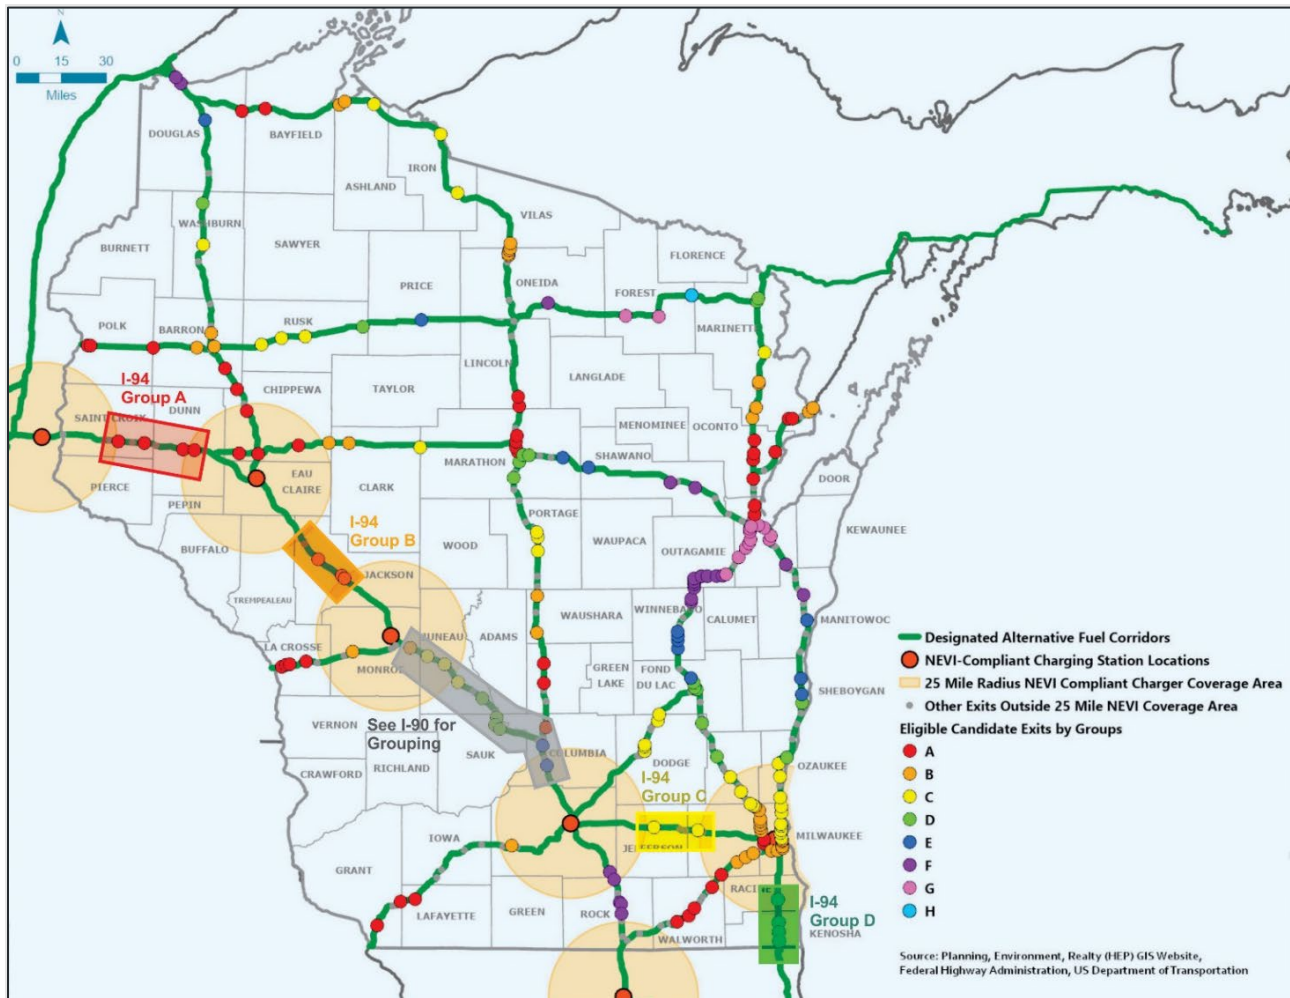 N
0 15 30
Miles
DOUGLAS
BAYFIELD
IRON
ASHLAND
VILAS
WASHBURN
BURNETT
SAWYER
FLORENCE
PRICE
ONEIDA
FOREST
POLK
BARRON
RUSK
MARINETT
LINCOLN
I-94
Group A
CHIPPEWA
TAYLOR
LANGLADE
SAINT CROIX
DUNN
MENOMINEE
OCONTO
MARATHON
SHAWANO
PIERCE
EAU
CLAIRE
CLARK
DOOR
PEPIN
PORTAGE
I-94
Group B
KEWAUNEE
BUFFALO
WOOD
WAUPACA
OUTAGAMIE
JACKSON
TREMPEALEAU
WAUSHARA
WINNEBAGO
CALUMET
MANITOWOC
JUNEAU
ADAMS
LA CROSSE
MONROE
GREEN
LAKE
FOND
DU LAC
SHEBOYGAN
VERNON
See I-90 for
Grouping
SAUK
COLUMBIA
DODGE
OZAUKEE
CRAWFORD
RICHLAND
I-94
Group C
IOWA
JEFFERSON
MILWAUKEE
GRANT
RACI
LAFAYETTE
GREEN
ROCK
WALWORTH
I-94
Group D
KENOSHA
Designated Alternative Fuel Corridors
NEVI-Compliant Charging Station Locations
25 Mile Radius NEVI Compliant Charger Coverage Area
Other Exits Outside 25 Mile NEVI Coverage Area
Eligible Candidate Exits by Groups
A
B
C
D
E
F
G
H
Source: Planning, Environment, Realty (HEP) GIS Website,
Federal Highway Administration, US Department of Transportation